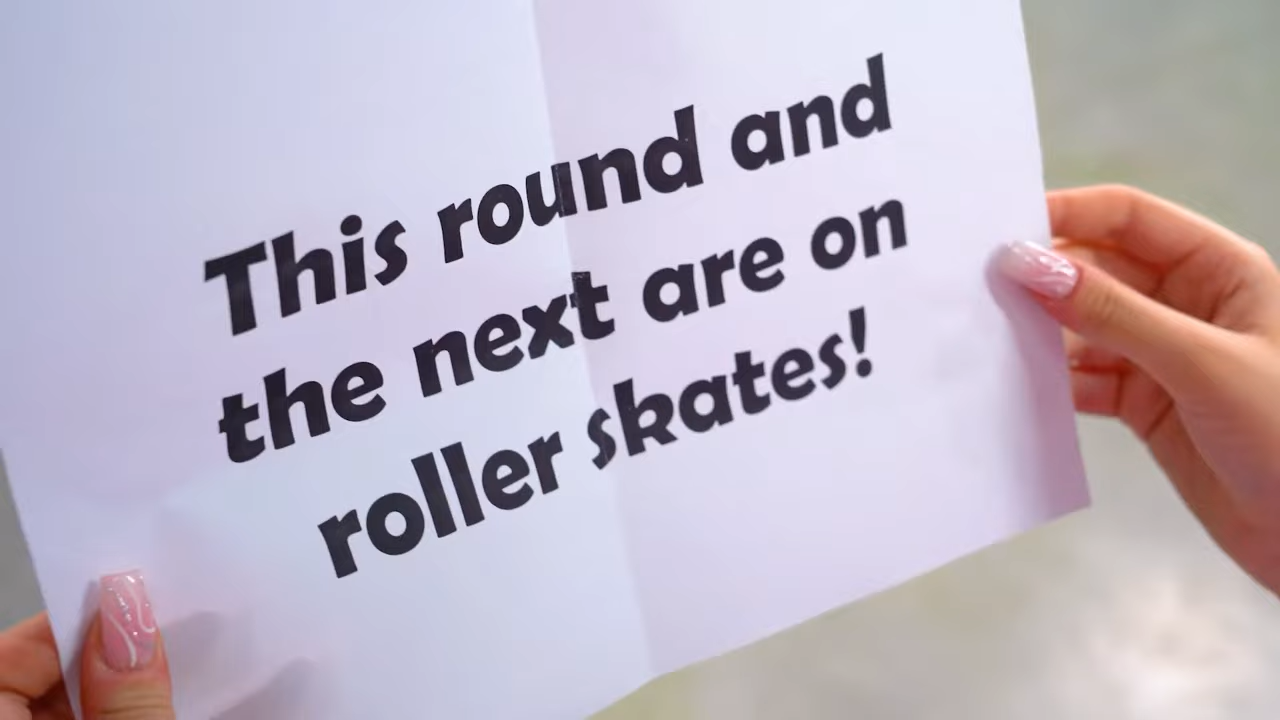 This round and
the next are on
roller skates!